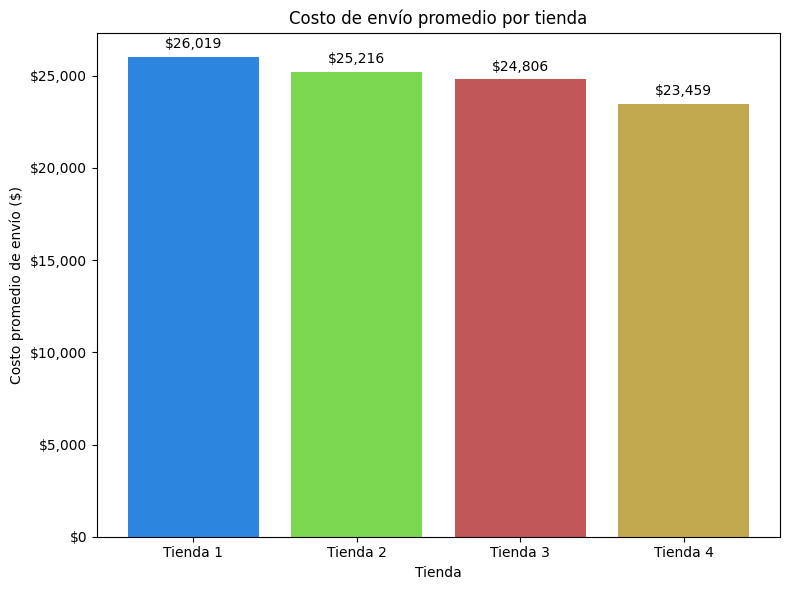 Costo de envío promedio por tienda
$26,019
$25,216
$24,806
$23,459
$25,000
$20,000
$15,000
$10,000
$5,000
$0
Costo promedio de envío ($)
Tienda 1
Tienda 2
Tienda 3
Tienda 4
Tienda